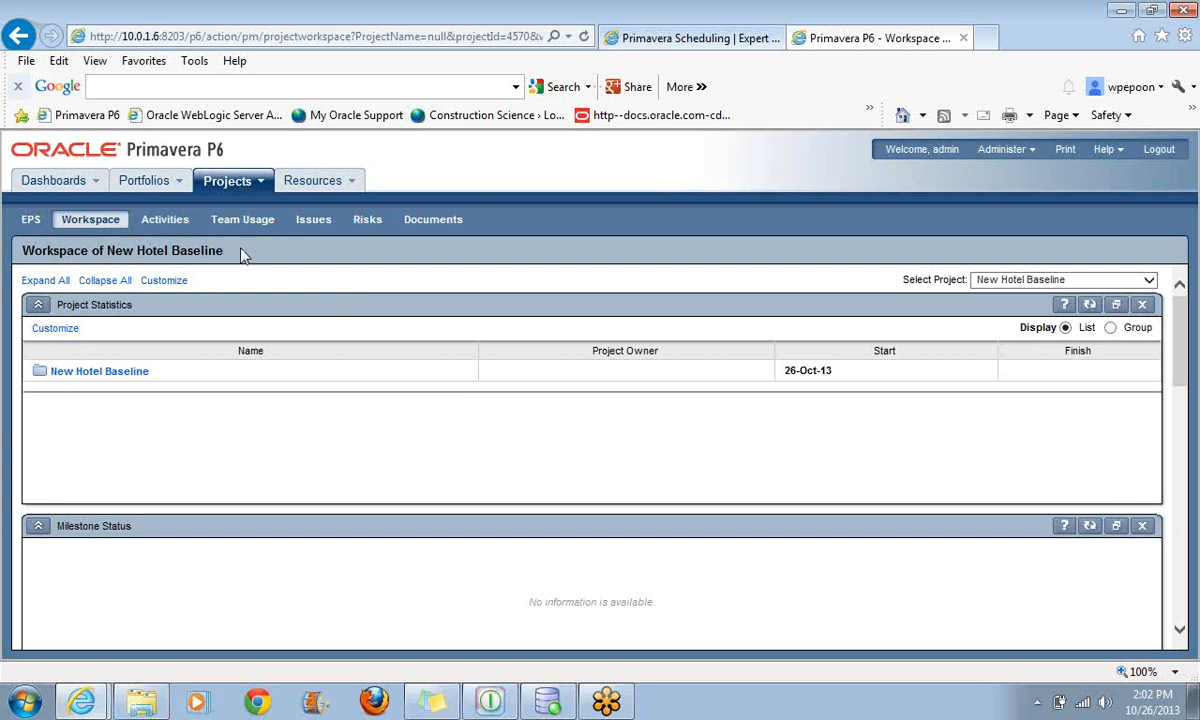 http://10.0.1.6:8203/p6/action/pm/projectworkspace?ProjectName=null&projectId=4570&v
Primavera Scheduling | Expert ...
Primavera P6 - Workspace ...
File Edit View Favorites Tools Help
x Google Search Share More »
wpepoon
Primavera P6 Oracle WebLogic Server A... My Oracle Support Construction Science › Lo... http--docs.oracle.com-cd... » Page Safety »
ORACLE Primavera P6
Welcome, admin Administer Print Help Logout
Dashboards Portfolios Projects Resources
EPS Workspace Activities Team Usage Issues Risks Documents
Workspace of New Hotel Baseline
Expand All Collapse All Customize Select Project: New Hotel Baseline
Project Statistics
Customize Display List Group
Name Project Owner Start Finish
New Hotel Baseline 26-Oct-13
Milestone Status
No information is available.
100%
2:02 PM
10/26/2013